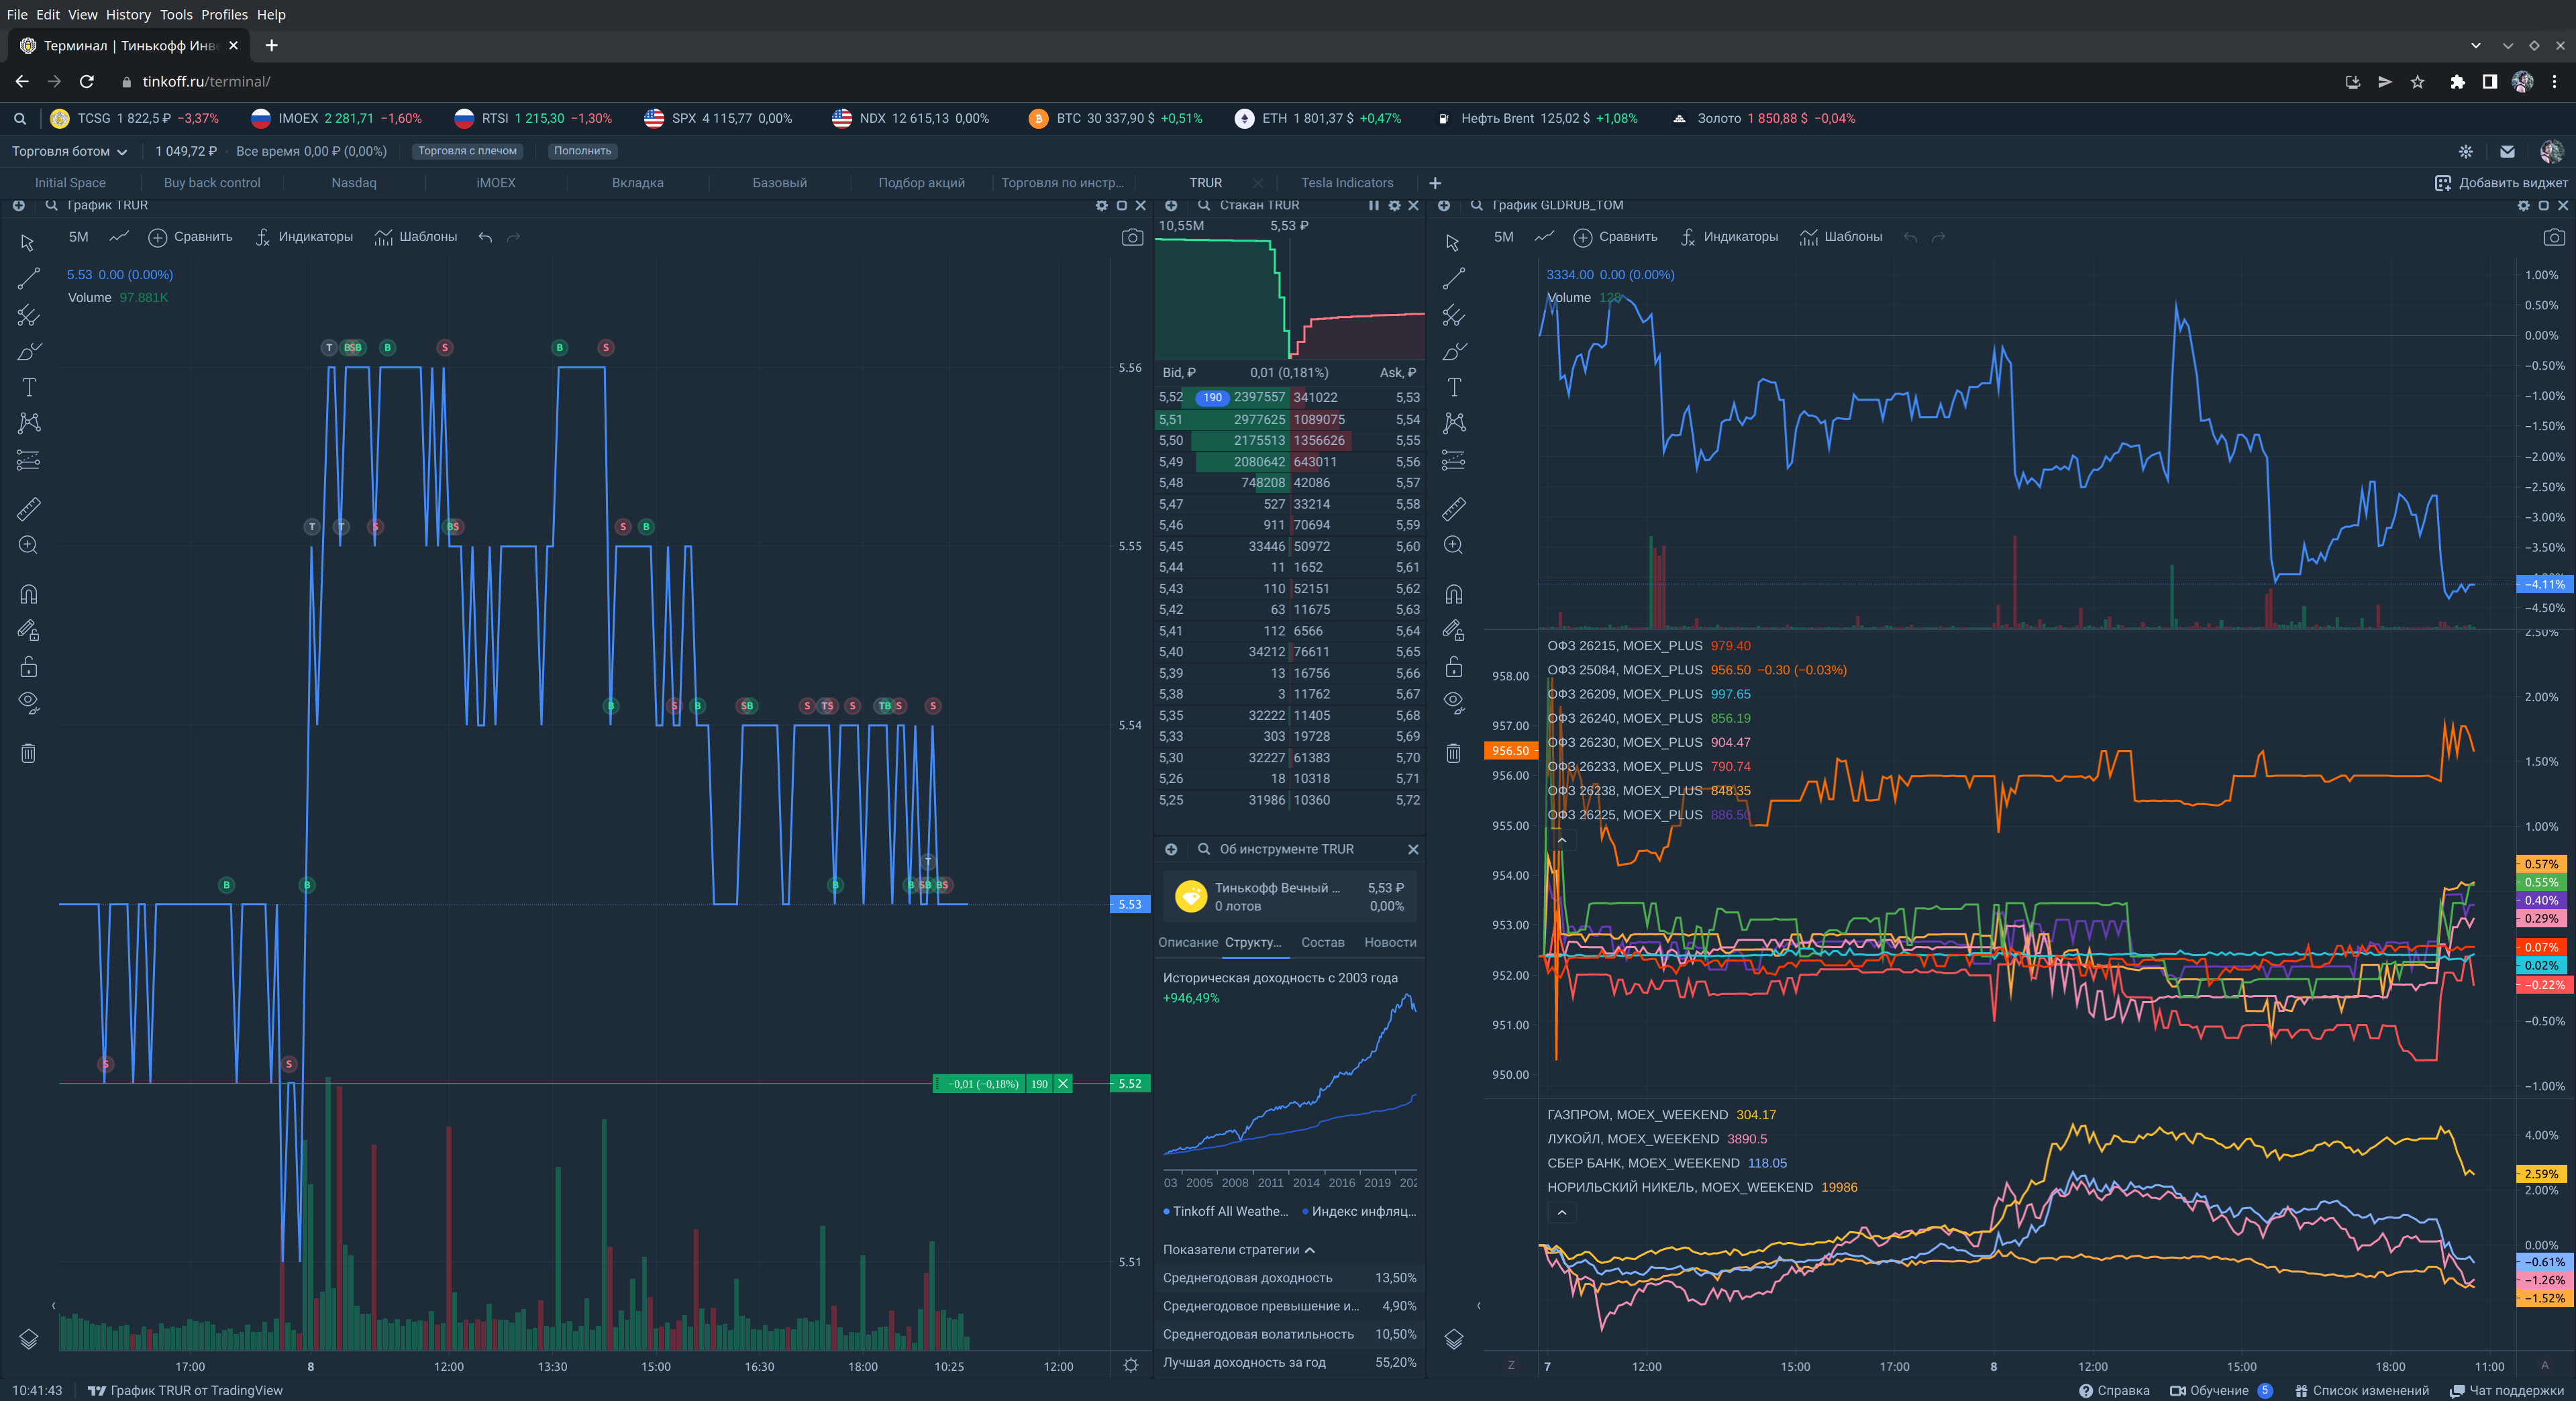 File Edit View History Tools Profiles Help
Терминал | Тинькофф Инве
tinkoff.ru/terminal/
TCSG 1 822,5 ₽ −3,37% IMOEX 2 281,71 −1,60% RTSI 1 215,30 −1,30% SPX 4 115,77 0,00% NDX 12 615,13 0,00% BTC 30 337,90 $ +0,51% ETH 1 801,37 $ +0,47% Нефть Brent 125,02 $ +1,08% Золото 1 850,88 $ −0,04%
Торговля ботом 1 049,72 ₽ · Все время 0,00 ₽ (0,00%) Торговля с плечом Пополнить
Initial Space Buy back control Nasdaq iMOEX Вкладка Базовый Подбор акций Торговля по инстр... TRUR Tesla Indicators Добавить виджет
График TRUR
5M Сравнить Индикаторы Шаблоны
5.53 0.00 (0.00%)
Volume 97.881K
T B S B B S B S
5.56
T T S B S S B
5.55
B S B S B S T S S T B S S
5.54
B B B T B S B B S
5.53
S S
−0,01 (−0,18%) 190
5.52
5.51
17:00 8 12:00 13:30 15:00 16:30 18:00 10:25 12:00
Стакан TRUR
10,55M 5,53 ₽
Bid, ₽ 0,01 (0,181%) Ask, ₽
5,52 190 2397557 341022 5,53
5,51 2977625 1089075 5,54
5,50 2175513 1356626 5,55
5,49 2080642 643011 5,56
5,48 748208 42086 5,57
5,47 527 33214 5,58
5,46 911 70694 5,59
5,45 33446 50972 5,60
5,44 11 1652 5,61
5,43 110 52151 5,62
5,42 63 11675 5,63
5,41 112 6566 5,64
5,40 34212 76611 5,65
5,39 13 16756 5,66
5,38 3 11762 5,67
5,35 32222 11405 5,68
5,33 303 19728 5,69
5,30 32227 61383 5,70
5,26 18 10318 5,71
5,25 31986 10360 5,72
Об инструменте TRUR
Тинькофф Вечный ... 5,53 ₽
0 лотов 0,00%
Описание Структу... Состав Новости
Историческая доходность с 2003 года
+946,49%
03 2005 2008 2011 2014 2016 2019 202
Tinkoff All Weathe... Индекс инфляц...
Показатели стратегии
Среднегодовая доходность 13,50%
Среднегодовое превышение и... 4,90%
Среднегодовая волатильность 10,50%
Лучшая доходность за год 55,20%
График GLDRUB_TOM
5M Сравнить Индикаторы Шаблоны
3334.00 0.00 (0.00%)
Volume 128
1.00%
0.50%
0.00%
−0.50%
−1.00%
−1.50%
−2.00%
−2.50%
−3.00%
−3.50%
−4.11%
−4.50%
2.50%
ОФЗ 26215, MOEX_PLUS 979.40
ОФЗ 25084, MOEX_PLUS 956.50 −0.30 (−0.03%)
ОФЗ 26209, MOEX_PLUS 997.65
ОФЗ 26240, MOEX_PLUS 856.19
ОФЗ 26230, MOEX_PLUS 904.47
ОФЗ 26233, MOEX_PLUS 790.74
ОФЗ 26238, MOEX_PLUS 848.35
ОФЗ 26225, MOEX_PLUS 886.50
958.00
957.00
956.50
956.00
955.00
954.00
953.00
952.00
951.00
950.00
2.00%
1.50%
1.00%
0.57%
0.55%
0.40%
0.29%
0.07%
0.02%
−0.22%
−0.50%
−1.00%
ГАЗПРОМ, MOEX_WEEKEND 304.17
ЛУКОЙЛ, MOEX_WEEKEND 3890.5
СБЕР БАНК, MOEX_WEEKEND 118.05
НОРИЛЬСКИЙ НИКЕЛЬ, MOEX_WEEKEND 19986
4.00%
2.59%
2.00%
0.00%
−0.61%
−1.26%
−1.52%
Z 7 12:00 15:00 17:00 8 12:00 15:00 18:00 11:00 A
10:41:43 График TRUR от TradingView Справка Обучение 5 Список изменений Чат поддержки